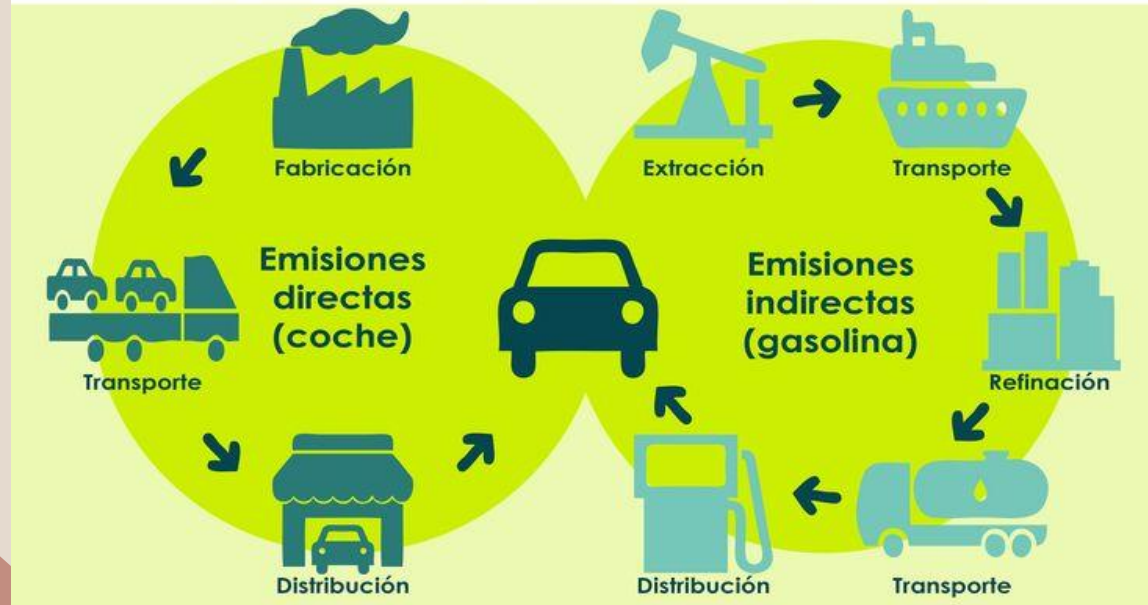 Fabricación
Transporte
Distribución
Emisiones
directas
(coche)
Extracción
Transporte
Refinación
Transporte
Distribución
Emisiones
indirectas
(gasolina)